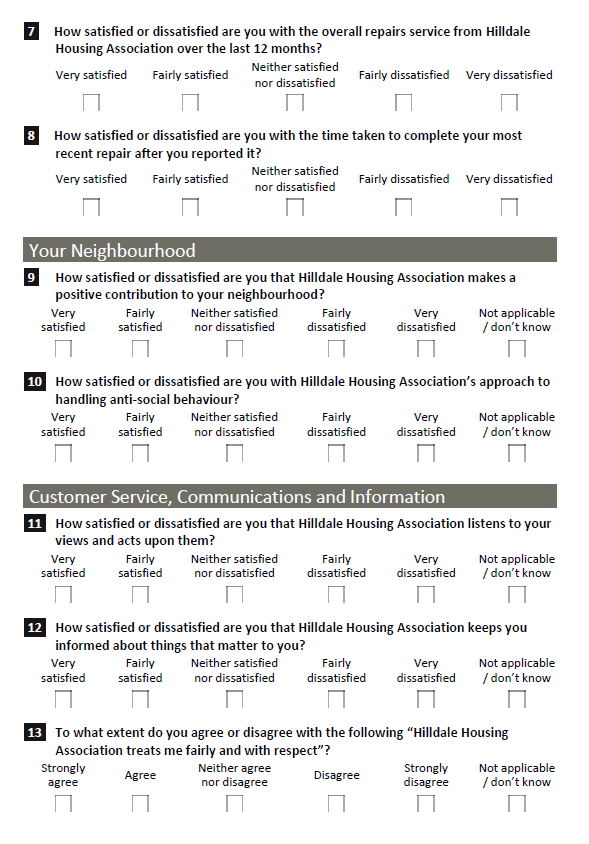 7 How satisfied or dissatisfied are you with the overall repairs service from Hilldale
Housing Association over the last 12 months?
Very satisfied Fairly satisfied Neither satisfied nor dissatisfied Fairly dissatisfied Very dissatisfied
8 How satisfied or dissatisfied are you with the time taken to complete your most
recent repair after you reported it?
Very satisfied Fairly satisfied Neither satisfied nor dissatisfied Fairly dissatisfied Very dissatisfied
Your Neighbourhood
9 How satisfied or dissatisfied are you that Hilldale Housing Association makes a
positive contribution to your neighbourhood?
Very Fairly Neither satisfied Fairly Very Not applicable
satisfied satisfied nor dissatisfied dissatisfied dissatisfied / don't know
10 How satisfied or dissatisfied are you with Hilldale Housing Association's approach to
handling anti-social behaviour?
Very Fairly Neither satisfied Fairly Very Not applicable
satisfied satisfied nor dissatisfied dissatisfied dissatisfied / don't know
Customer Service, Communications and Information
11 How satisfied or dissatisfied are you that Hilldale Housing Association listens to your
views and acts upon them?
Very Fairly Neither satisfied Fairly Very Not applicable
satisfied satisfied nor dissatisfied dissatisfied dissatisfied / don't know
12 How satisfied or dissatisfied are you that Hilldale Housing Association keeps you
informed about things that matter to you?
Very Fairly Neither satisfied Fairly Very Not applicable
satisfied satisfied nor dissatisfied dissatisfied dissatisfied / don't know
13 To what extent do you agree or disagree with the following “Hilldale Housing
Association treats me fairly and with respect”?
Strongly agree Agree Neither agree nor disagree Disagree Strongly disagree Not applicable / don't know